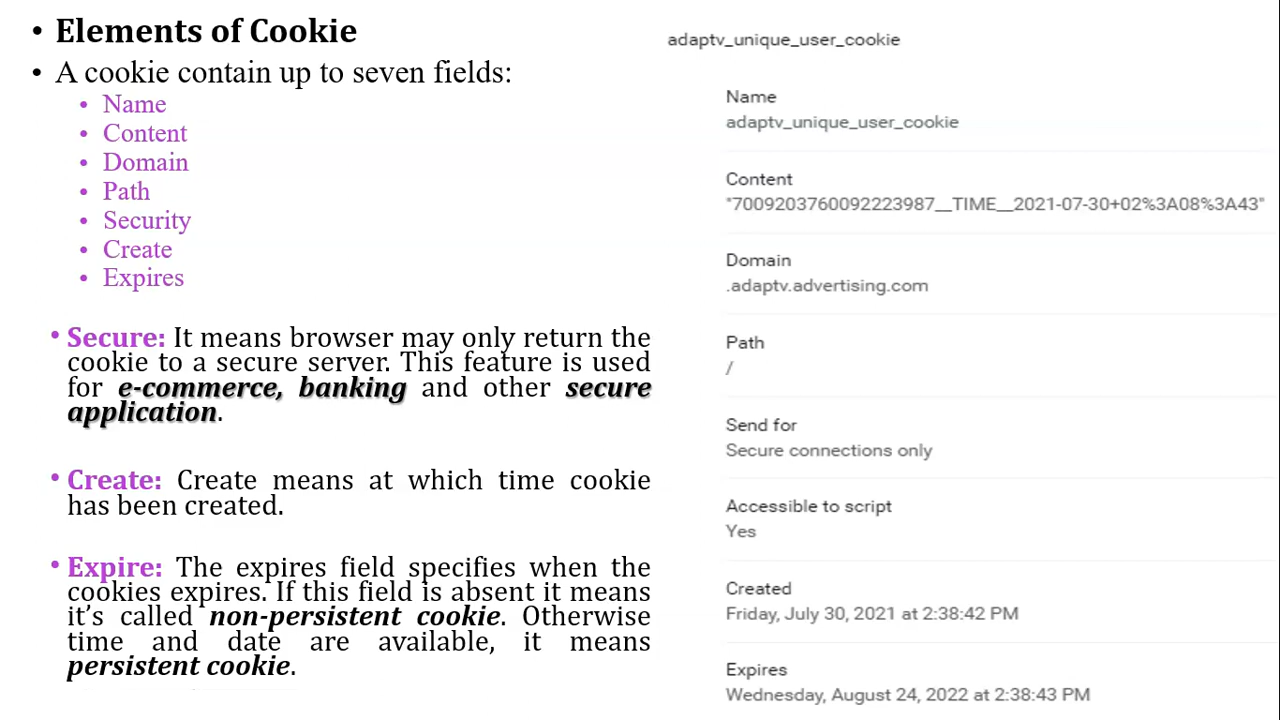 • Elements of Cookie
• A cookie contain up to seven fields:
• Name
• Content
• Domain
• Path
• Security
• Create
• Expires
• Secure: It means browser may only return the
cookie to a secure server. This feature is used
for e-commerce, banking and other secure
application.
• Create: Create means at which time cookie
has been created.
• Expire: The expires field specifies when the
cookies expires. If this field is absent it means
it's called non-persistent cookie. Otherwise
time and date are available, it means
persistent cookie.
adaptv_unique_user_cookie
Name
adaptv_unique_user_cookie
Content
"7009203760092223987__TIME__2021-07-30+02%3A08%3A43"
Domain
.adaptv.advertising.com
Path
/
Send for
Secure connections only
Accessible to script
Yes
Created
Friday, July 30, 2021 at 2:38:42 PM
Expires
Wednesday, August 24, 2022 at 2:38:43 PM